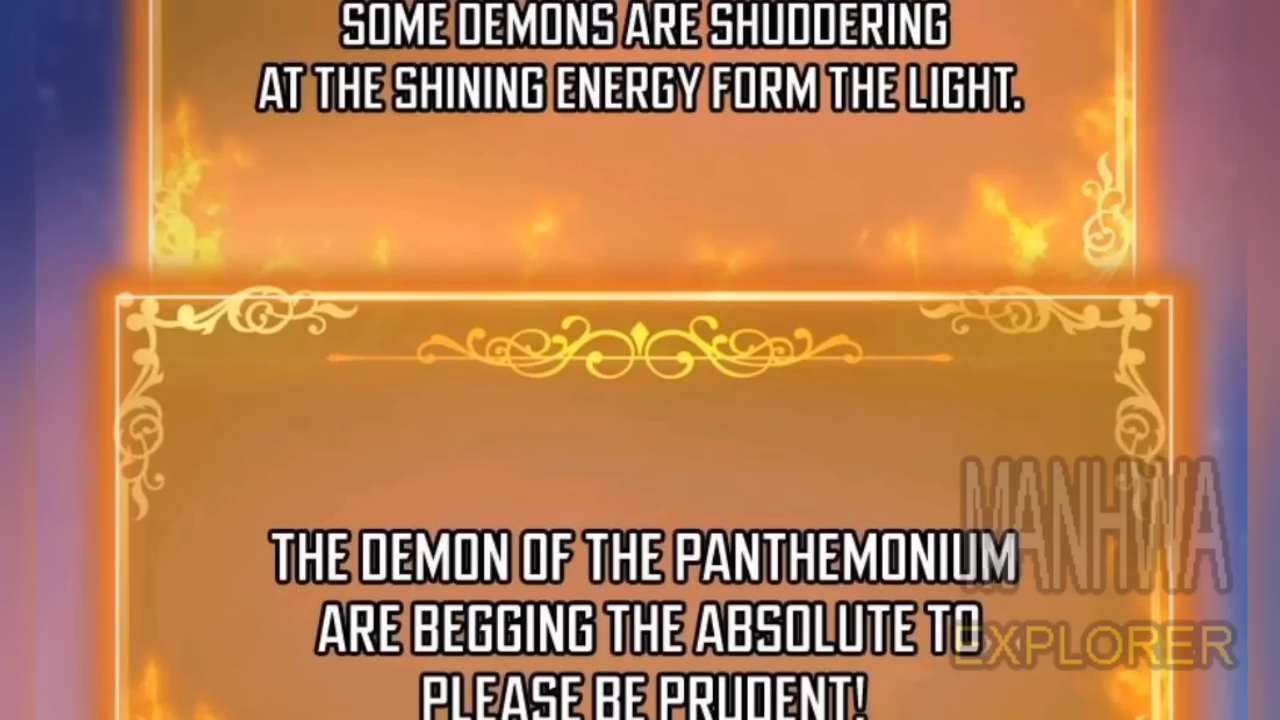 SOME DEMONS ARE SHUDDERING
AT THE SHINING ENERGY FORM THE LIGHT.
THE DEMON OF THE PANTHEMONIUM
ARE BEGGING THE ABSOLUTE TO
PLEASE BE PRUDENT!
MANHWA
EXPLORER